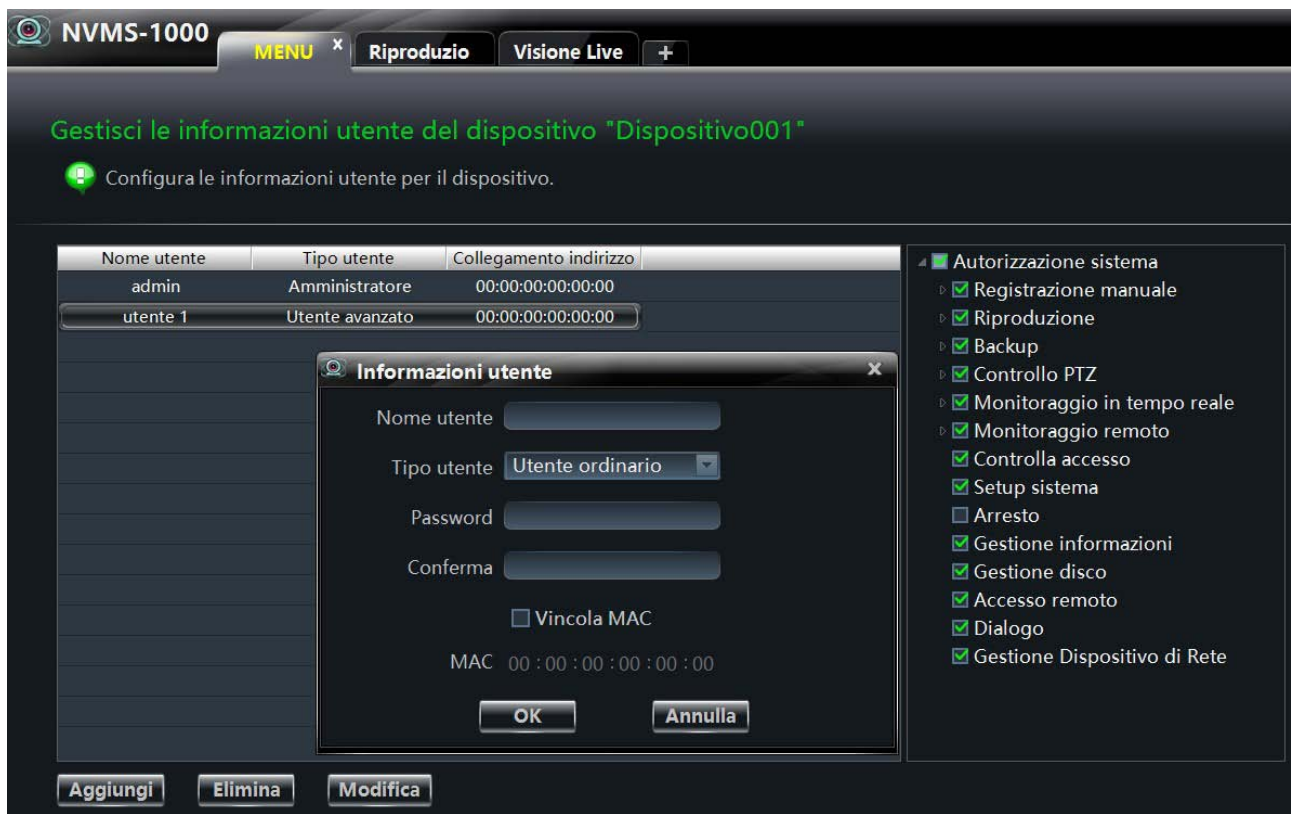 NVMS-1000
MENU x Riproduzio Visione Live +
Gestisci le informazioni utente del dispositivo "Dispositivo001"
Configura le informazioni utente per il dispositivo.
Nome utente Tipo utente Collegamento indirizzo
admin Amministratore 00:00:00:00:00:00
utente 1 Utente avanzato 00:00:00:00:00:00
Informazioni utente x
Nome utente
Tipo utente Utente ordinario
Password
Conferma
Vincola MAC
MAC 00 : 00 : 00 : 00 : 00 : 00
OK Annulla
Autorizzazione sistema
Registrazione manuale
Riproduzione
Backup
Controllo PTZ
Monitoraggio in tempo reale
Monitoraggio remoto
Controlla accesso
Setup sistema
Arresto
Gestione informazioni
Gestione disco
Accesso remoto
Dialogo
Gestione Dispositivo di Rete
Aggiungi Elimina Modifica